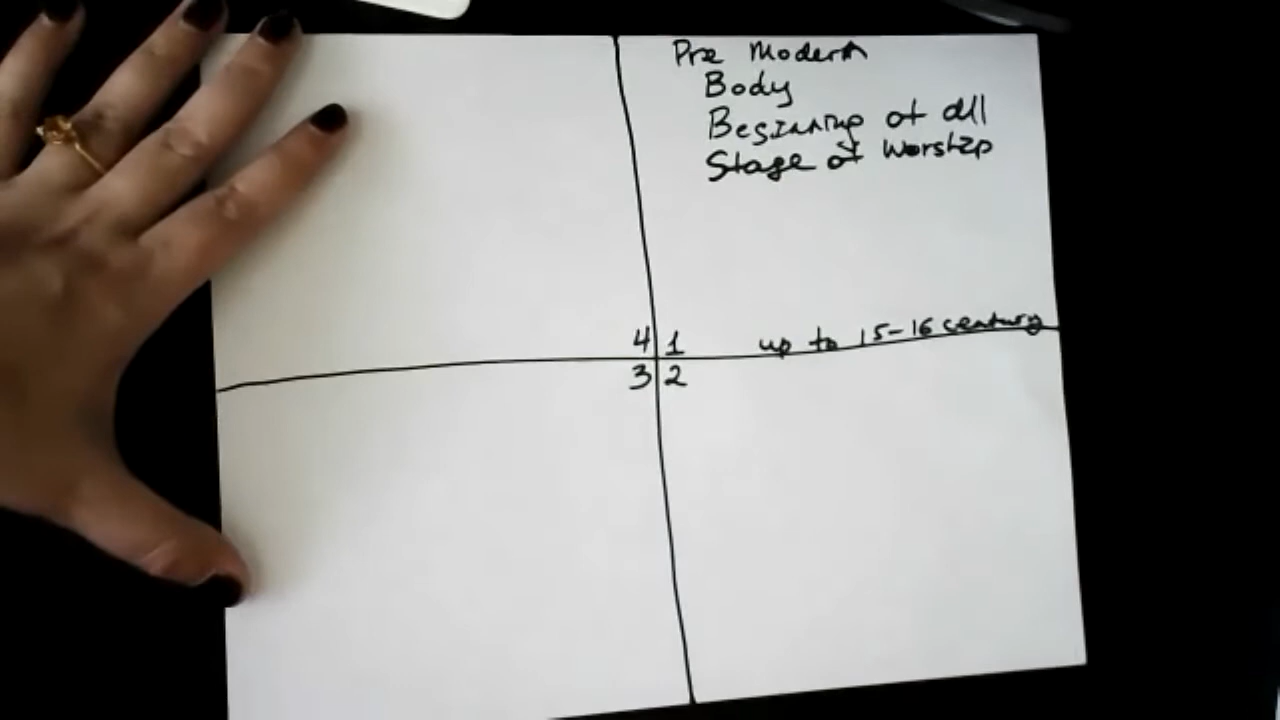 Pre Modern
Body
Beginning of all
Stage of Worship
4 1 up to 15-16 century
3 2